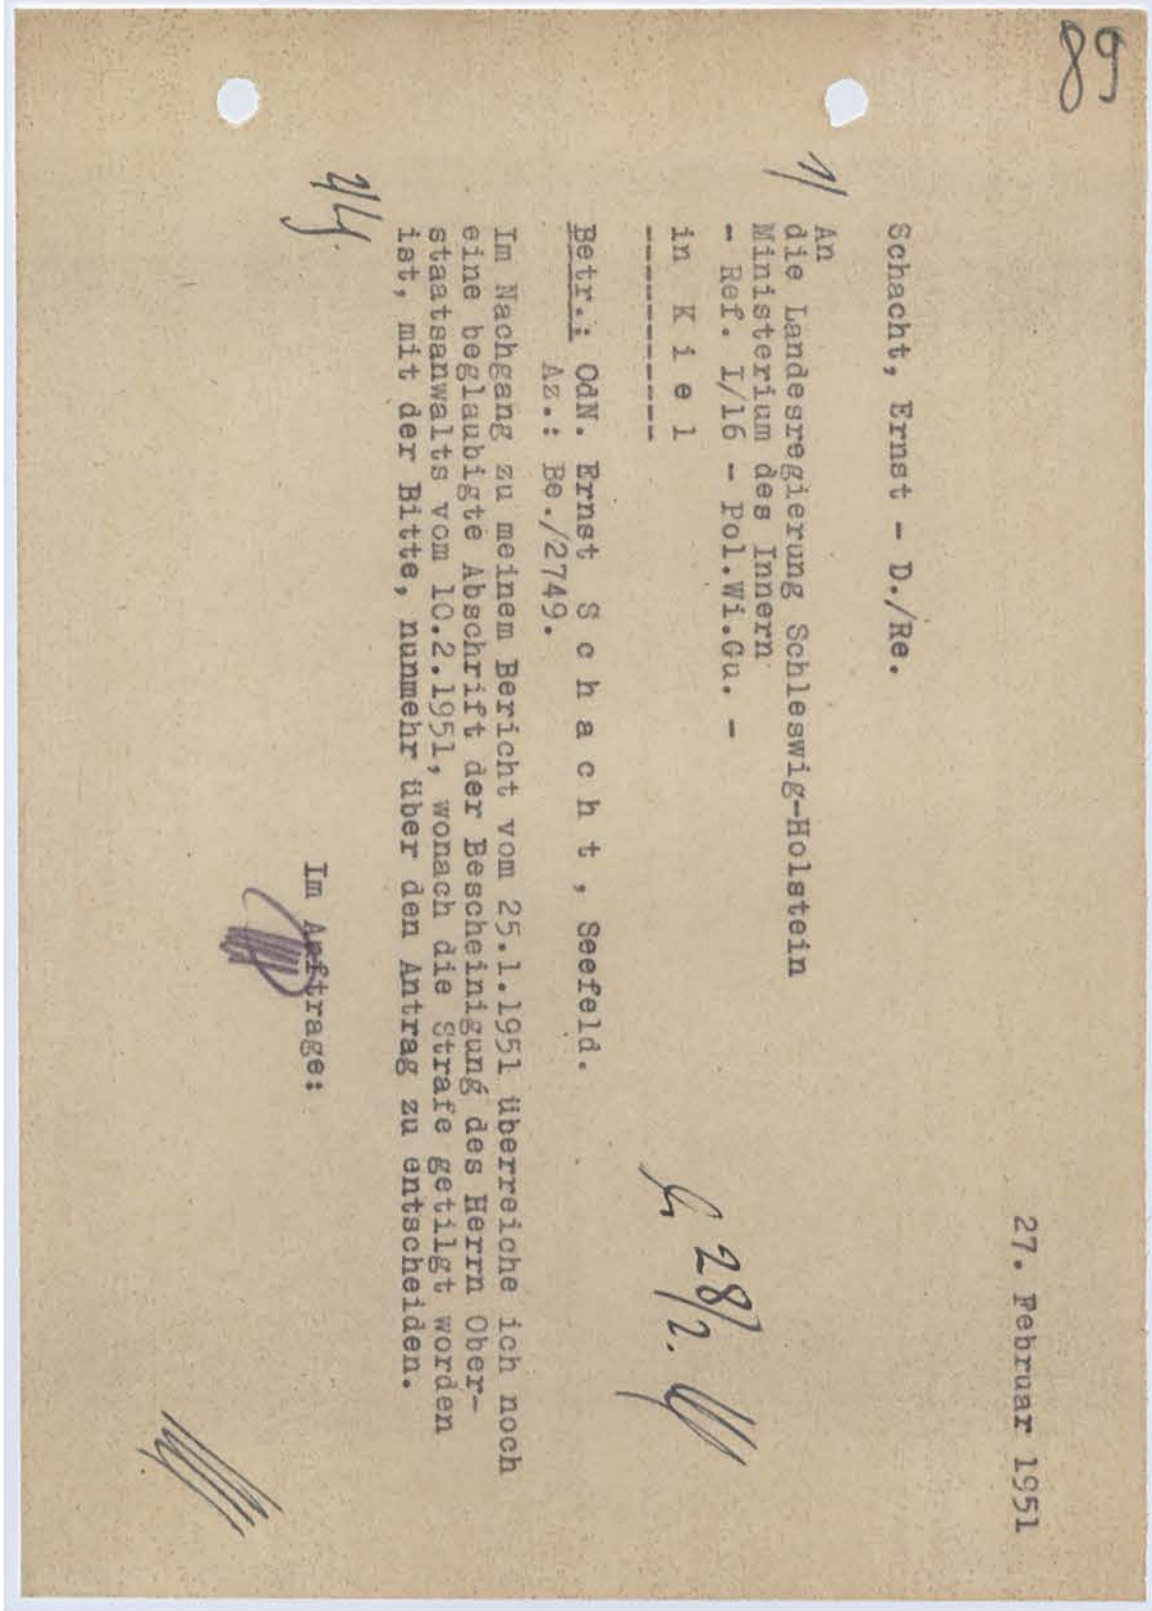 89
27. Februar 1951
Schacht, Ernst - D./Re.
1/
An
die Landesregierung Schleswig-Holstein
Ministerium des Innern
- Ref. I/16 - Pol.Wi.Gu. -
in K i e l
----------
28/2.
Betr.: OdN. Ernst S c h a c h t , Seefeld.
Az.: Be./2749.
Im Nachgang zu meinem Bericht vom 25.1.1951 überreiche ich noch
eine beglaubigte Abschrift der Bescheinigung des Herrn Ober-
staatsanwalts vom 10.2.1951, wonach die Strafe getilgt worden
ist, mit der Bitte, nunmehr über den Antrag zu entscheiden.
Im Auftrage: